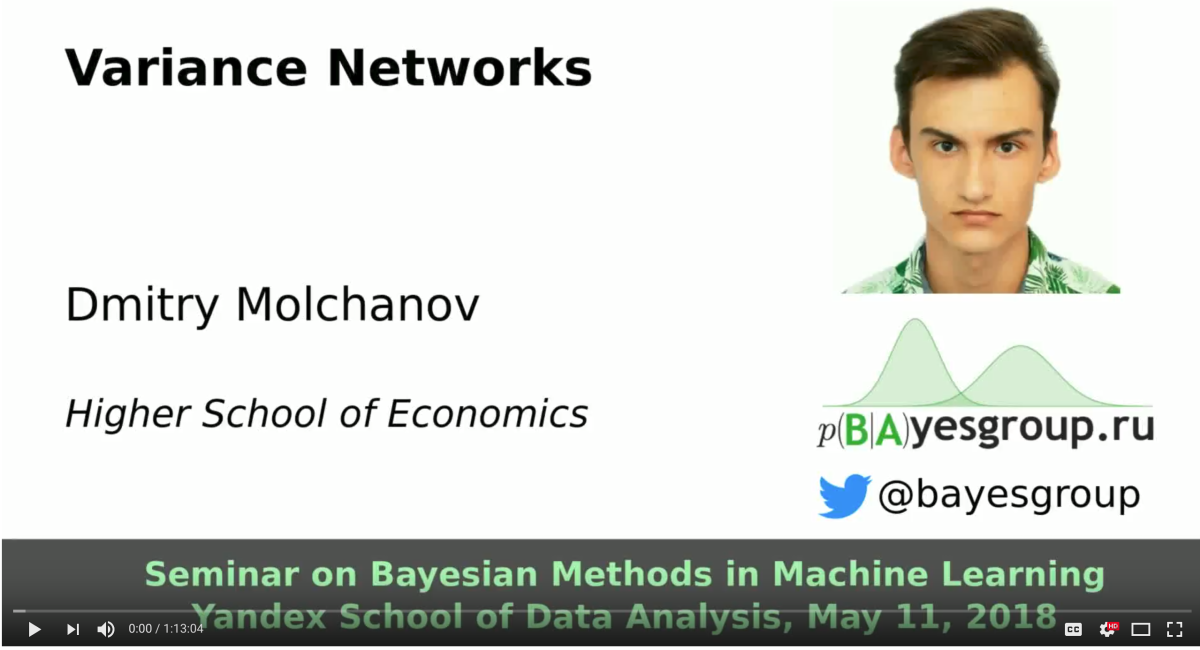 Variance Networks
Dmitry Molchanov
Higher School of Economics
p(B|A)yesgroup.ru
@bayesgroup
Seminar on Bayesian Methods in Machine Learning
Yandex School of Data Analysis, May 11, 2018
0:00 / 1:13:04
CC
HD